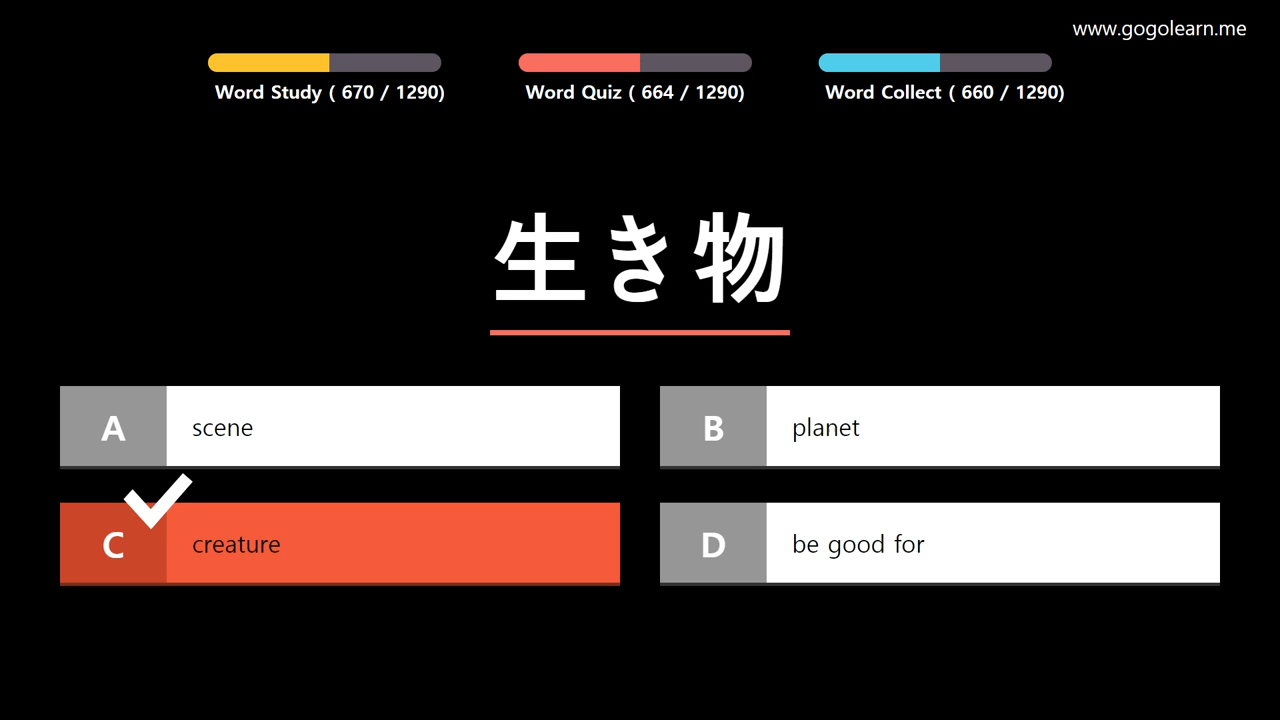 www.gogolearn.me
Word Study ( 670 / 1290)
Word Quiz ( 664 / 1290)
Word Collect ( 660 / 1290)
生き物
A scene
B planet
C creature
D be good for